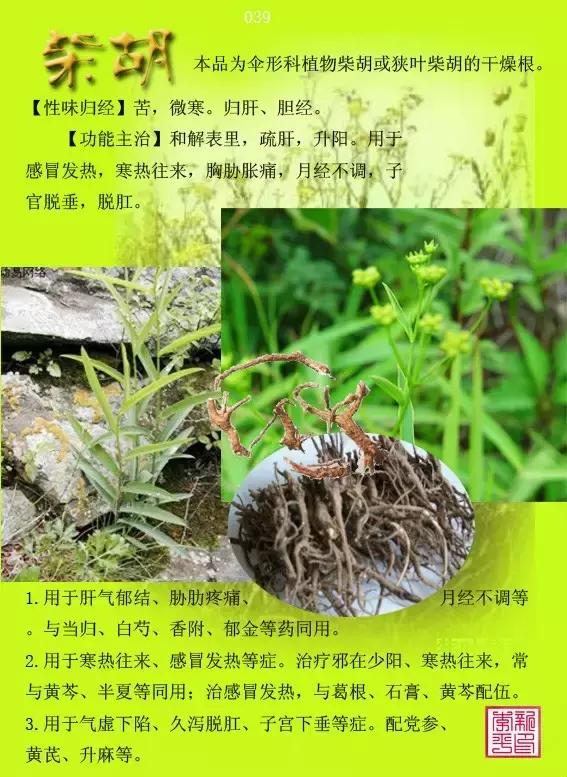 039
柴胡
本品为伞形科植物柴胡或狭叶柴胡的干燥根。
【性味归经】苦，微寒。归肝、胆经。
【功能主治】和解表里，疏肝，升阳。用于
感冒发热，寒热往来，胸胁胀痛，月经不调，子
宫脱垂，脱肛。
1.用于肝气郁结、胁肋疼痛、月经不调等
。与当归、白芍、香附、郁金等药同用。
2.用于寒热往来、感冒发热等症。治疗邪在少阳、寒热往来，常
与黄芩、半夏等同用；治感冒发热，与葛根、石膏、黄芩配伍。
3.用于气虚下陷、久泻脱肛、子宫下垂等症。配党参、
黄芪、升麻等。